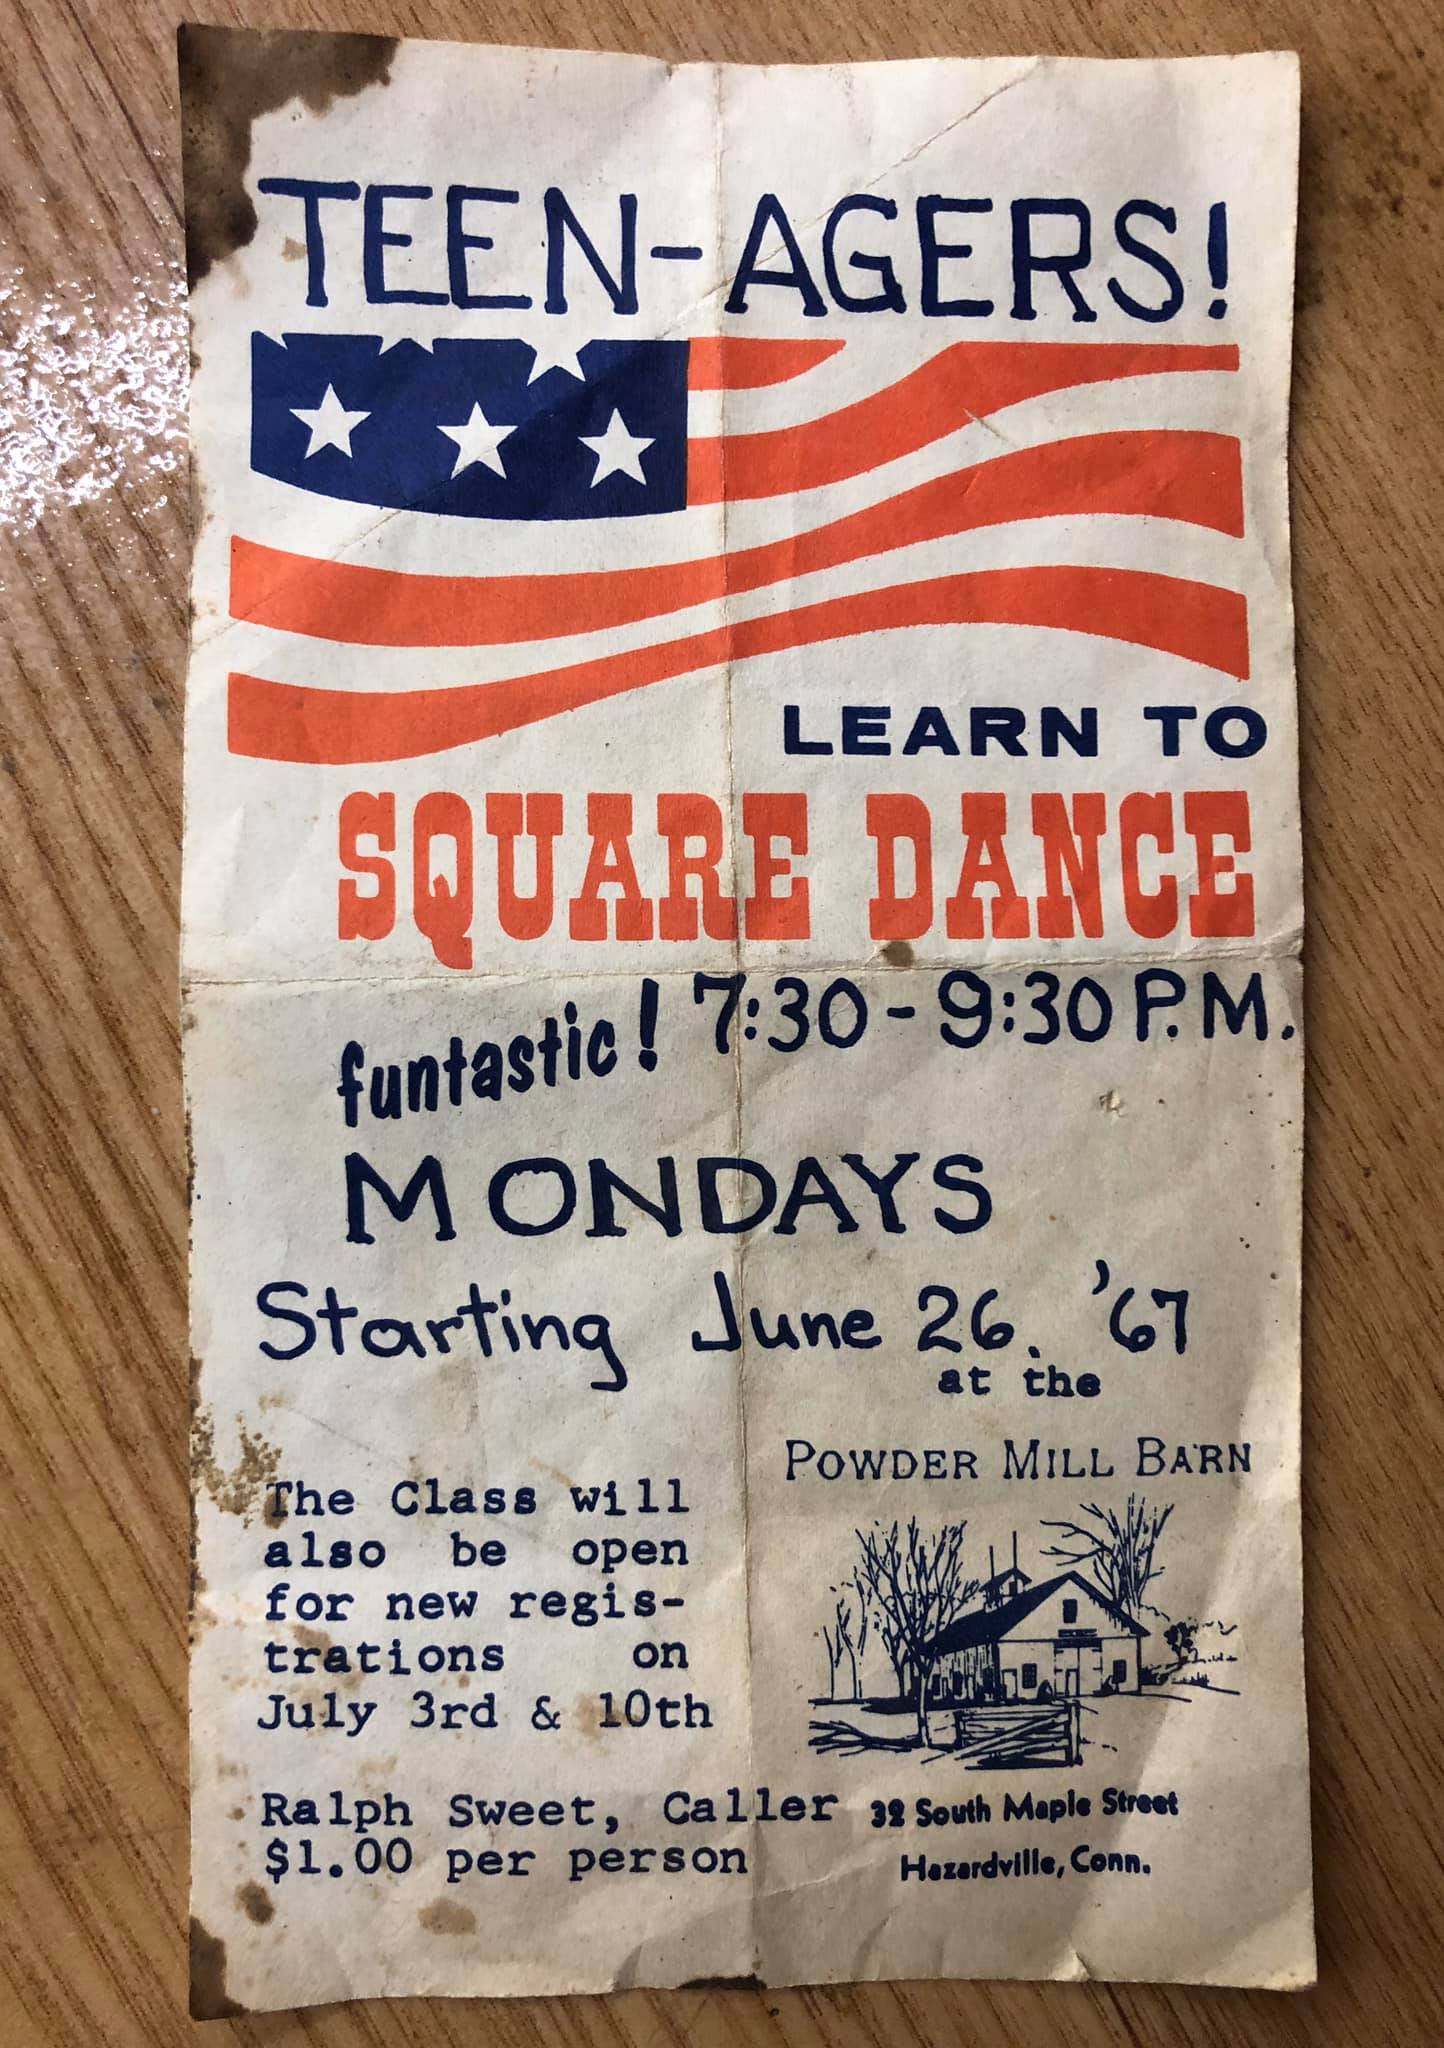 TEEN-AGERS!
LEARN TO
SQUARE DANCE
funtastic! 7:30-9:30 P.M.
MONDAYS
Starting June 26. '67
at the
POWDER MILL BARN
The Class will
also be open
for new regis-
trations on
July 3rd & 10th
Ralph Sweet, Caller
$1.00 per person
32 South Maple Street
Hazardville, Conn.